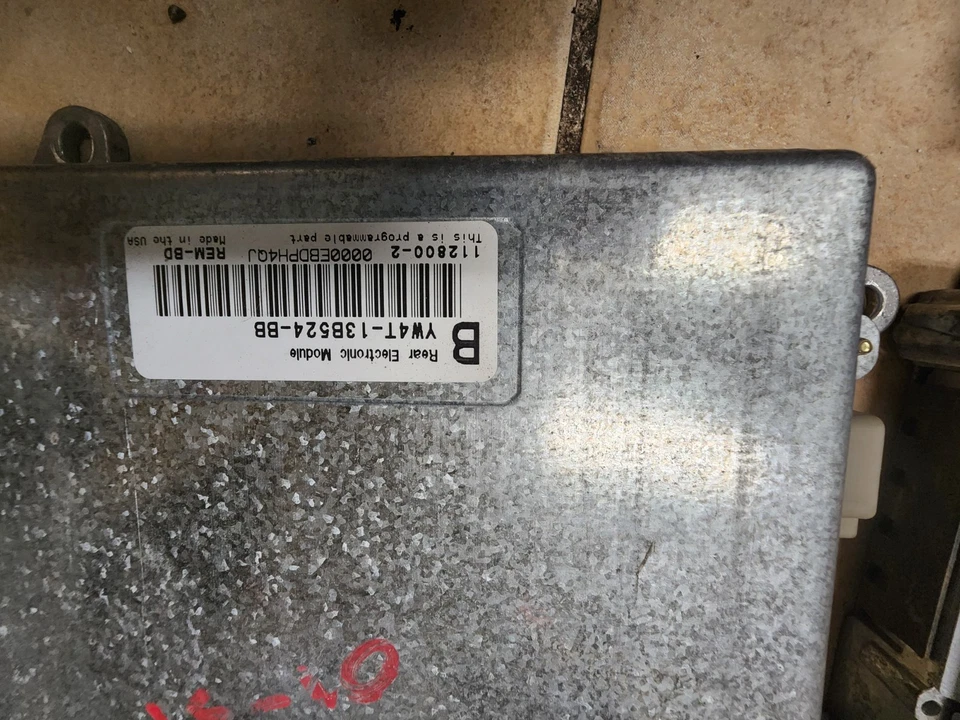 Rear Electronic Module
B
YW4T-13B524-BB
112800-2 0000EBDPH4QJ REM-BD
This is a programmable part Made in the USA